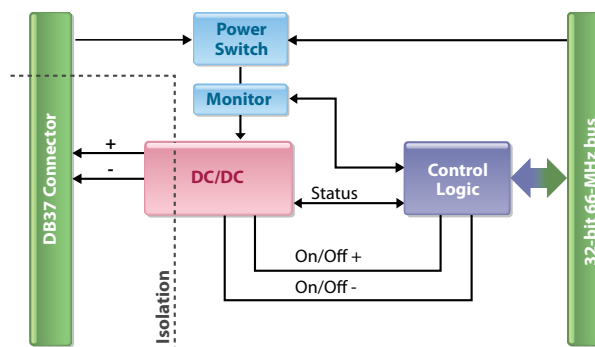 Power
Switch
Monitor
DB37 Connector
+
-
DC/DC
Control
Logic
Status
On/Off +
On/Off -
Isolation
32-bit 66-MHz bus